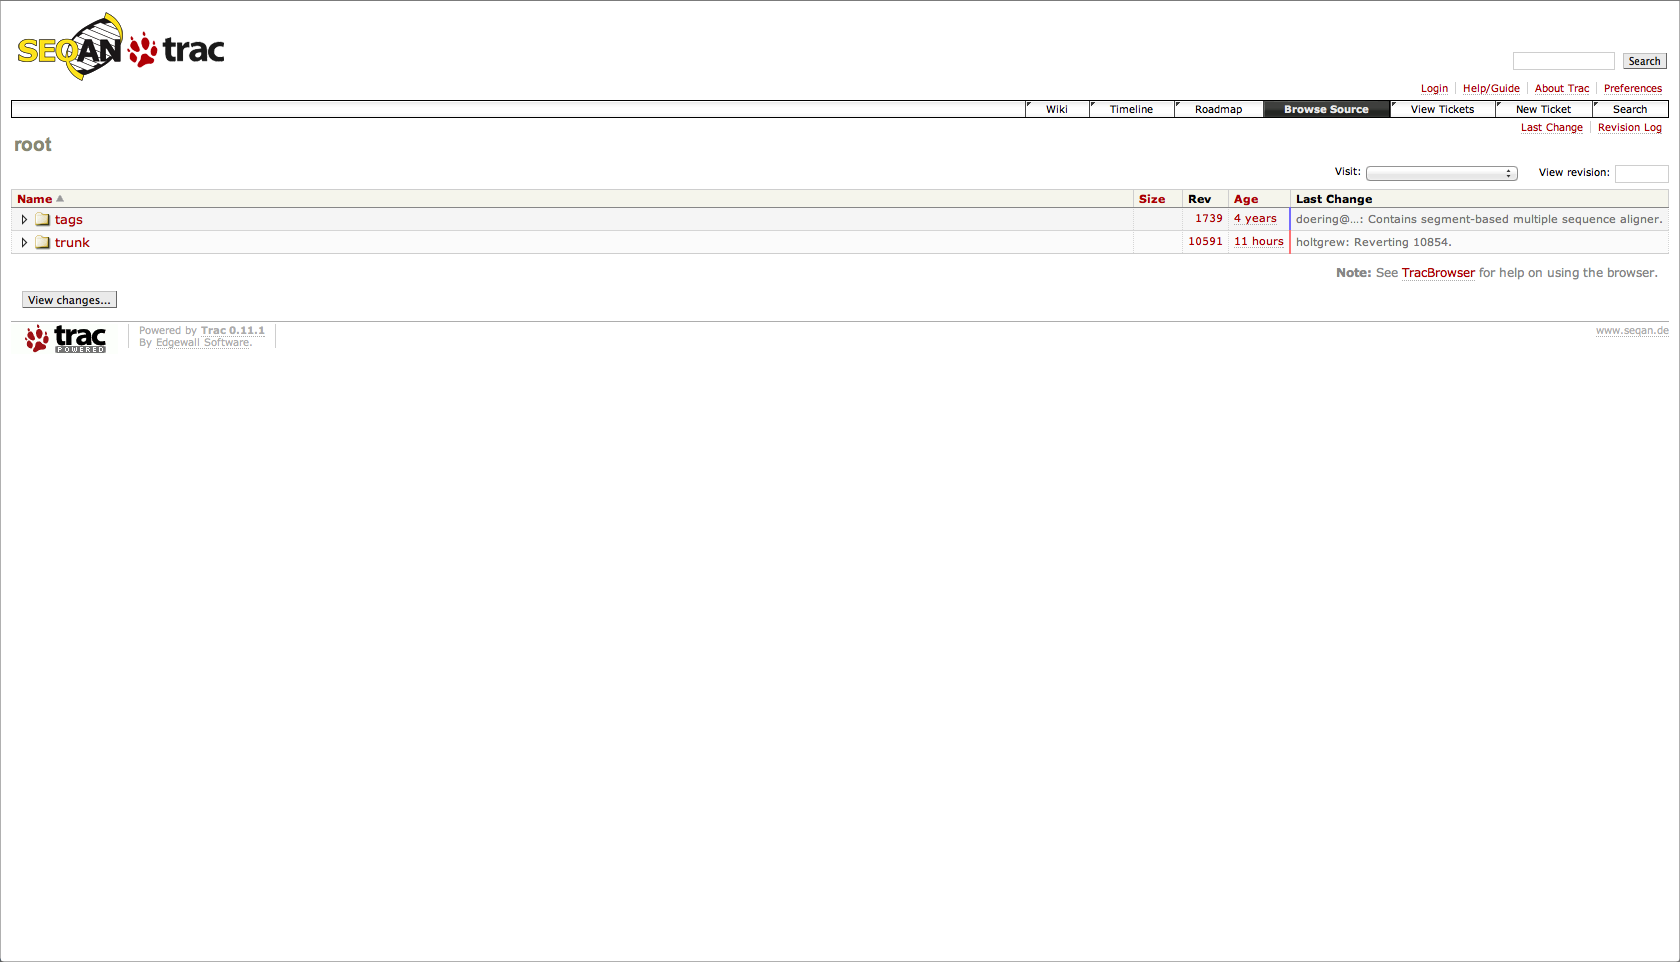 SEQAN trac
Search
Login Help/Guide About Trac Preferences
Wiki Timeline Roadmap Browse Source View Tickets New Ticket Search
Last Change Revision Log
root
Visit: View revision:
Name Size Rev Age Last Change
tags 1739 4 years doering@…: Contains segment-based multiple sequence aligner.
trunk 10591 11 hours holtgrew: Reverting 10854.
Note: See TracBrowser for help on using the browser.
View changes...
trac POWERED
Powered by Trac 0.11.1
By Edgewall Software.
www.seqan.de